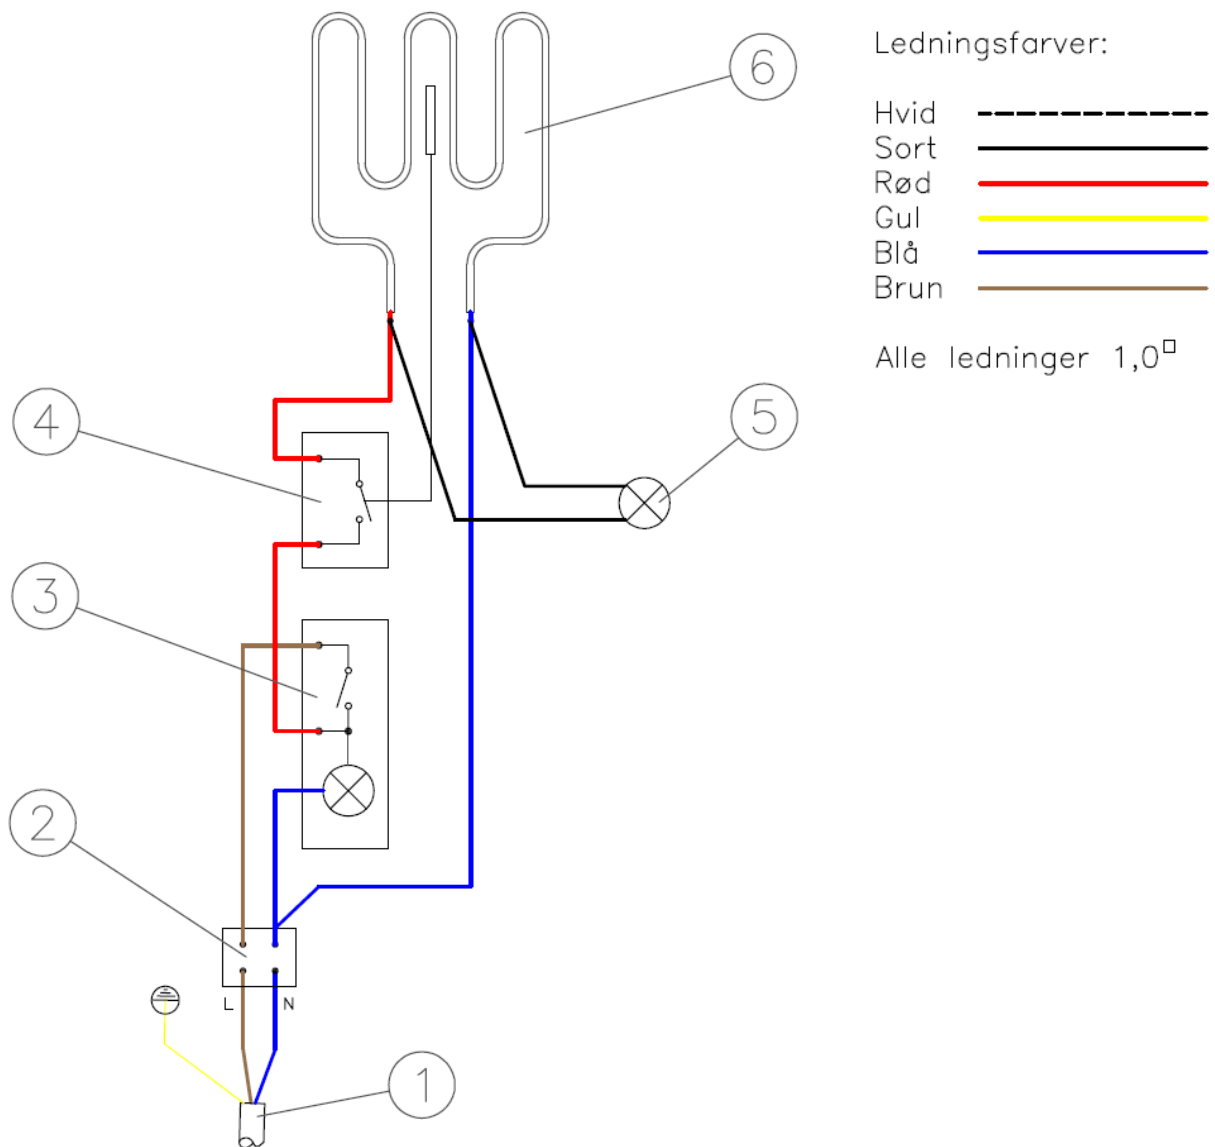 6
Ledningsfarver:
Hvid
Sort
Rød
Gul
Blå
Brun
Alle ledninger 1,0□
4
5
3
2
L N
1